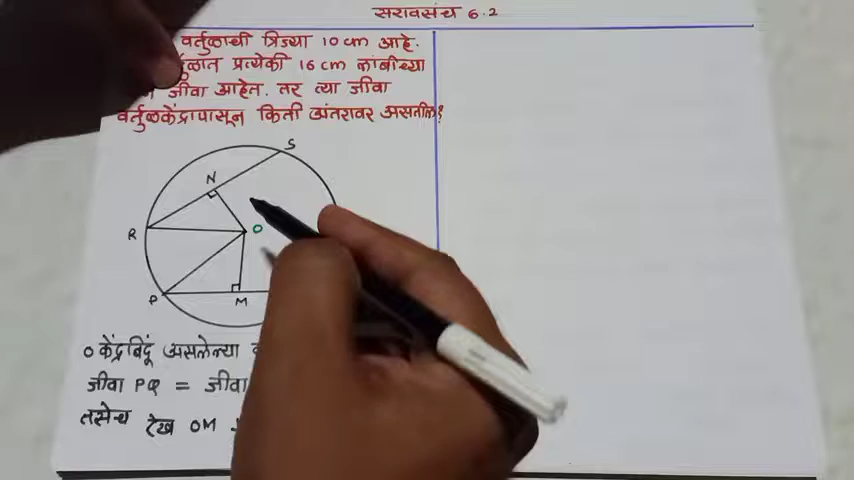 सरावसंच 6.2
वर्तुळाची त्रिज्या 10 cm आहे.
प्रत्येकी 16 cm लांबीच्या
जीवा आहेत. तर त्या जीवा
वर्तुळकेंद्रापासून किती अंतरावर असतील?
S
N
R
O
P
M
० केंद्रबिंदू असलेल्या
जीवा PQ = जीवा
तसेच रेख OM